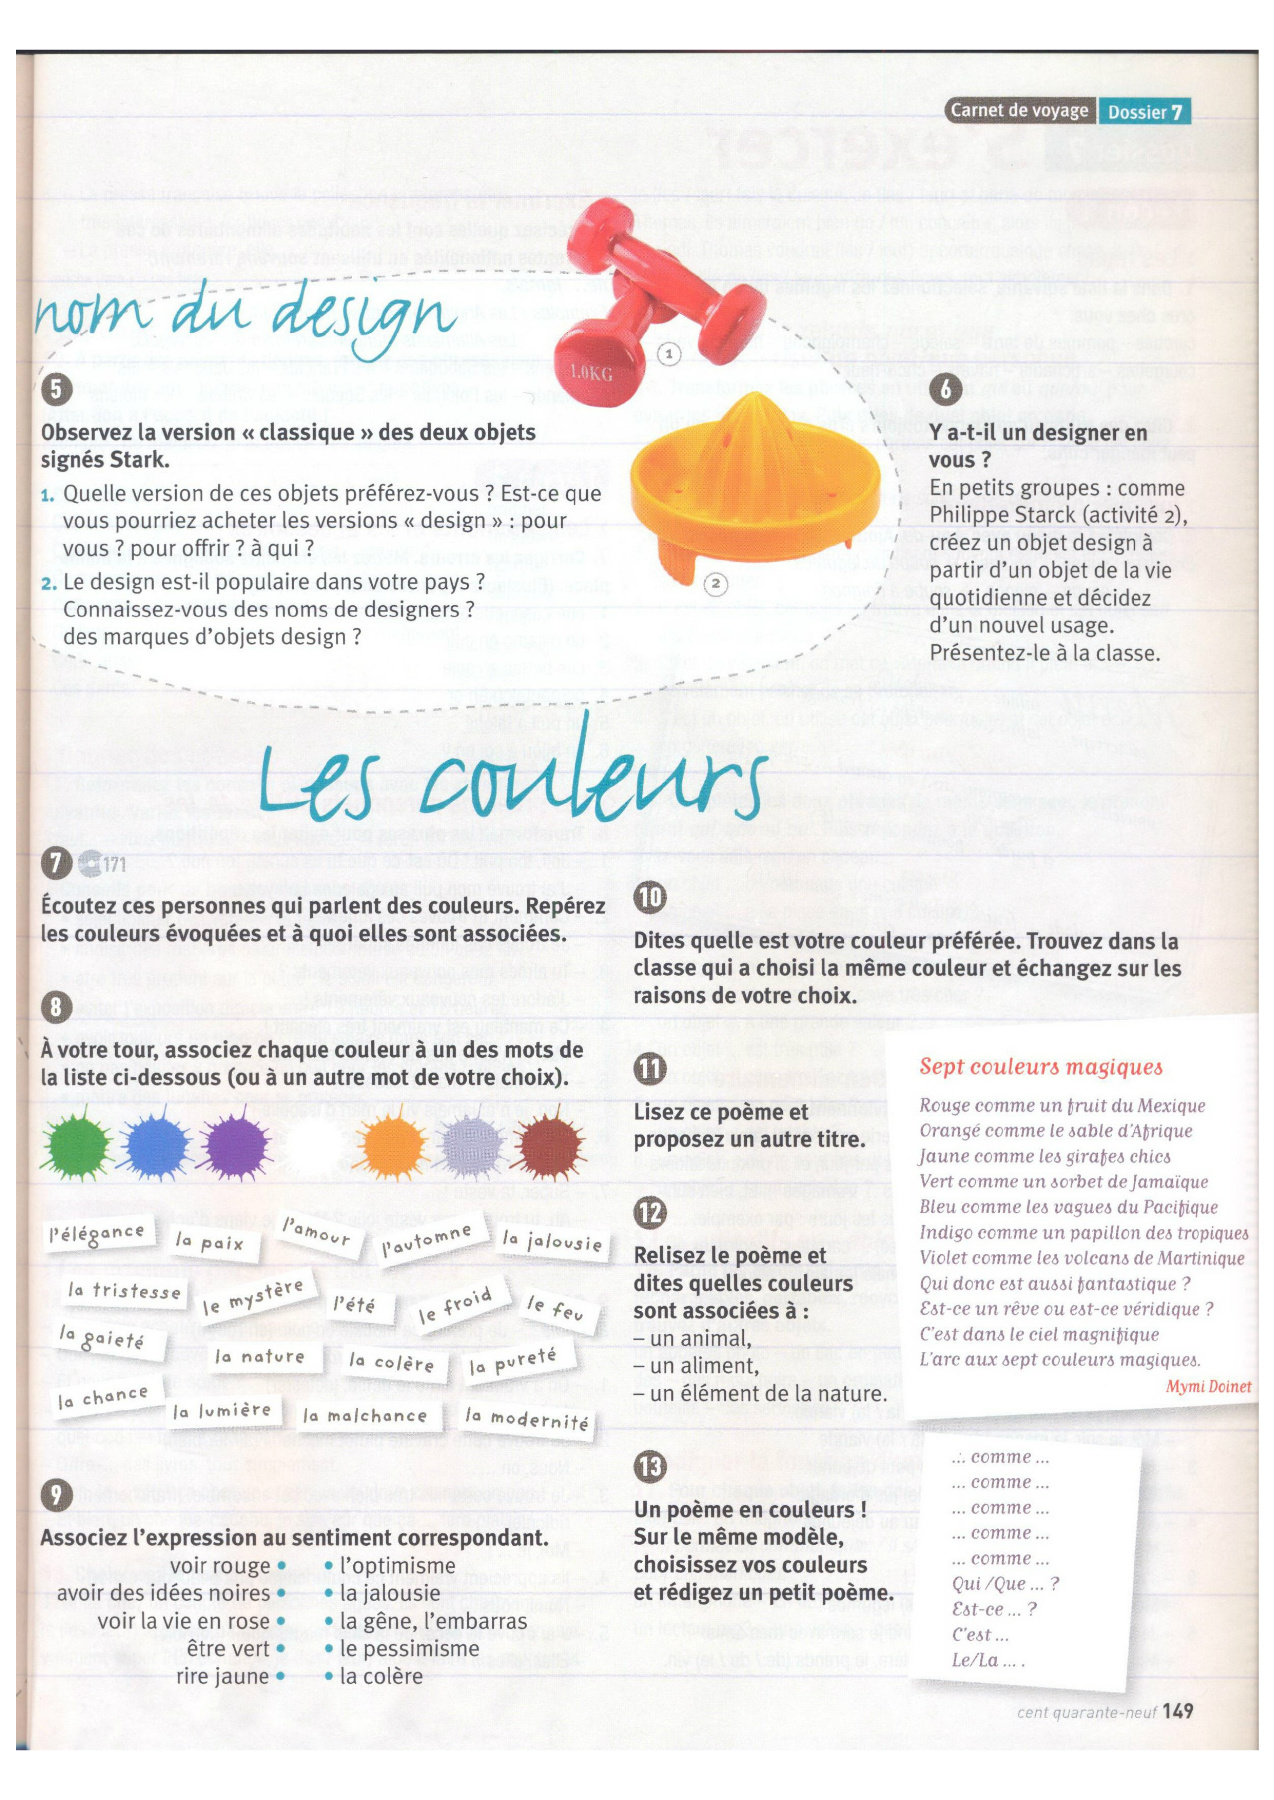 Carnet de voyage Dossier 7
nom du design
1
1.0KG
2
5
Observez la version « classique » des deux objets
signés Stark.
1. Quelle version de ces objets préférez-vous ? Est-ce que
vous pourriez acheter les versions « design » : pour
vous ? pour offrir ? à qui ?
2. Le design est-il populaire dans votre pays ?
Connaissez-vous des noms de designers ?
des marques d'objets design ?
6
Y a-t-il un designer en
vous ?
En petits groupes : comme
Philippe Starck (activité 2),
créez un objet design à
partir d'un objet de la vie
quotidienne et décidez
d'un nouvel usage.
Présentez-le à la classe.
Les couleurs
7 171
Écoutez ces personnes qui parlent des couleurs. Repérez
les couleurs évoquées et à quoi elles sont associées.
8
À votre tour, associez chaque couleur à un des mots de
la liste ci-dessous (ou à un autre mot de votre choix).
l'élégance la paix l'amour l'automne la jalousie
la tristesse le mystère l'été le froid le feu
la gaieté la nature la colère la pureté
la chance la lumière la malchance la modernité
9
Associez l'expression au sentiment correspondant.
voir rouge • • l'optimisme
avoir des idées noires • • la jalousie
voir la vie en rose • • la gêne, l'embarras
être vert • • le pessimisme
rire jaune • • la colère
10
Dites quelle est votre couleur préférée. Trouvez dans la
classe qui a choisi la même couleur et échangez sur les
raisons de votre choix.
11
Lisez ce poème et
proposez un autre titre.
12
Relisez le poème et
dites quelles couleurs
sont associées à :
– un animal,
– un aliment,
– un élément de la nature.
Sept couleurs magiques
Rouge comme un fruit du Mexique
Orangé comme le sable d'Afrique
Jaune comme les girafes chics
Vert comme un sorbet de Jamaïque
Bleu comme les vagues du Pacifique
Indigo comme un papillon des tropiques
Violet comme les volcans de Martinique
Qui donc est aussi fantastique ?
Est-ce un rêve ou est-ce véridique ?
C'est dans le ciel magnifique
L'arc aux sept couleurs magiques.
Mymi Doinet
13
Un poème en couleurs !
Sur le même modèle,
choisissez vos couleurs
et rédigez un petit poème.
... comme ...
... comme ...
... comme ...
... comme ...
... comme ...
Qui /Que ... ?
Est-ce ... ?
C'est ...
Le/La ... .
cent quarante-neuf 149